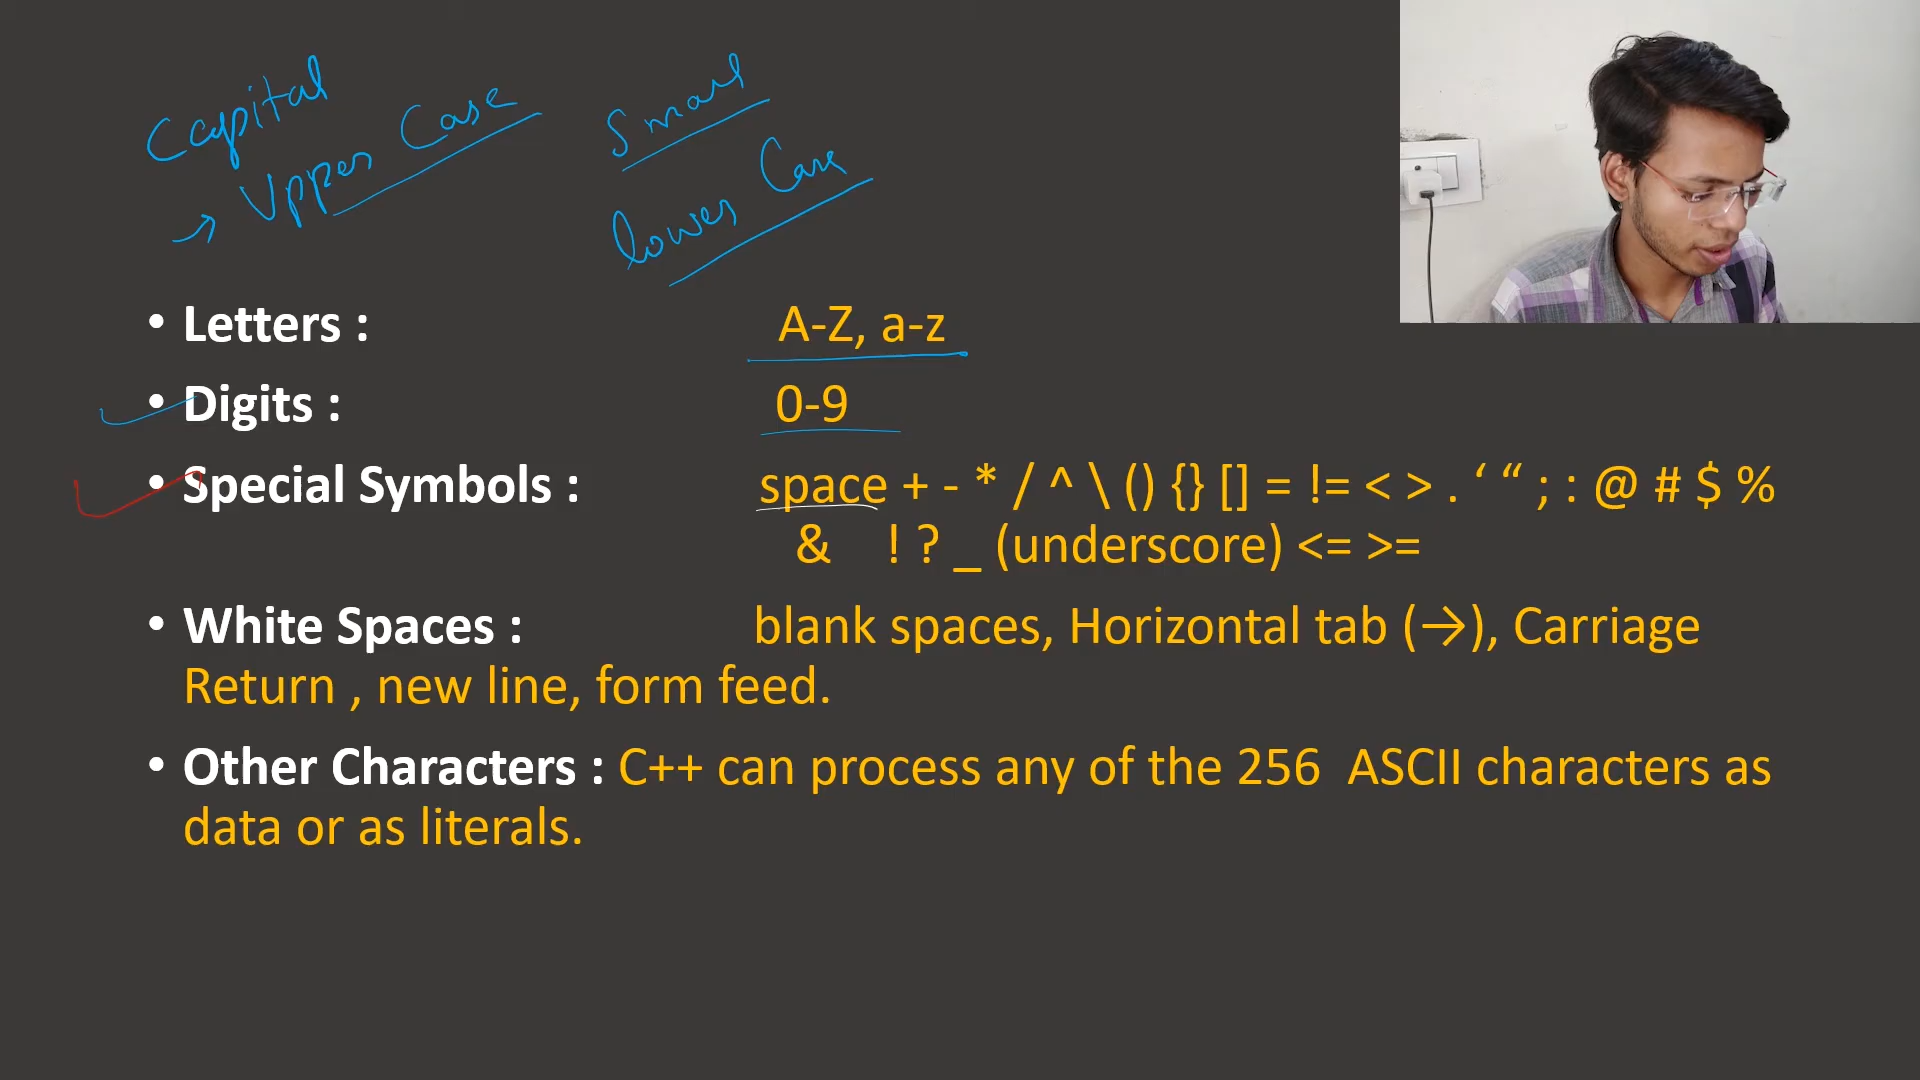 Capital
→ Upper Case
Small
lower Case
• Letters : A-Z, a-z
• Digits : 0-9
• Special Symbols : space + - * / ^ \ () {} [] = != < > . ‘ “ ; : @ # $ %
& ! ? _ (underscore) <= >=
• White Spaces : blank spaces, Horizontal tab (→), Carriage
Return , new line, form feed.
• Other Characters : C++ can process any of the 256 ASCII characters as
data or as literals.